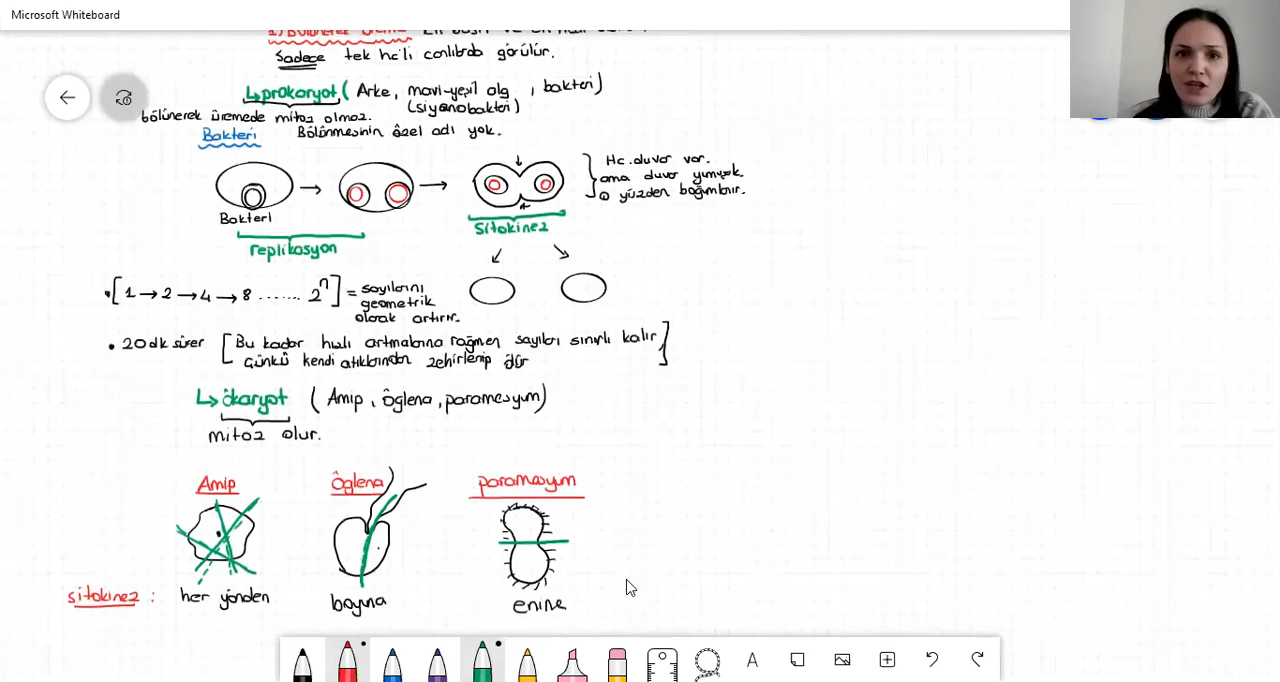 Microsoft Whiteboard
Sadece tek hc'li canlılarda görülür.
↳prokaryot ( Arke, mavi-yeşil alg , bakteri)
(siyanobakteri)
bölünerek üremede mitoz olmaz.
Bakteri Bölünmesinin özel adı yok.
Hc.duvar var.
ama duvar yumuşak
o yüzden boğumlanır.
Bakteri
Sitokinez
replikasyon
• [1→2→4→8 ....... 2ⁿ] = sayılarını
geometrik
olarak artırır.
• 20dk sürer [Bu kadar hızlı artmalarına rağmen sayıları sınırlı kalır
Çünkü kendi atıklarından zehirlenip ölür]
↳ökaryot ( Amip, öglena, paramesyum)
mitoz olur.
Amip Öglena paramesyum
sitokinez : her yönden boyuna enine
A